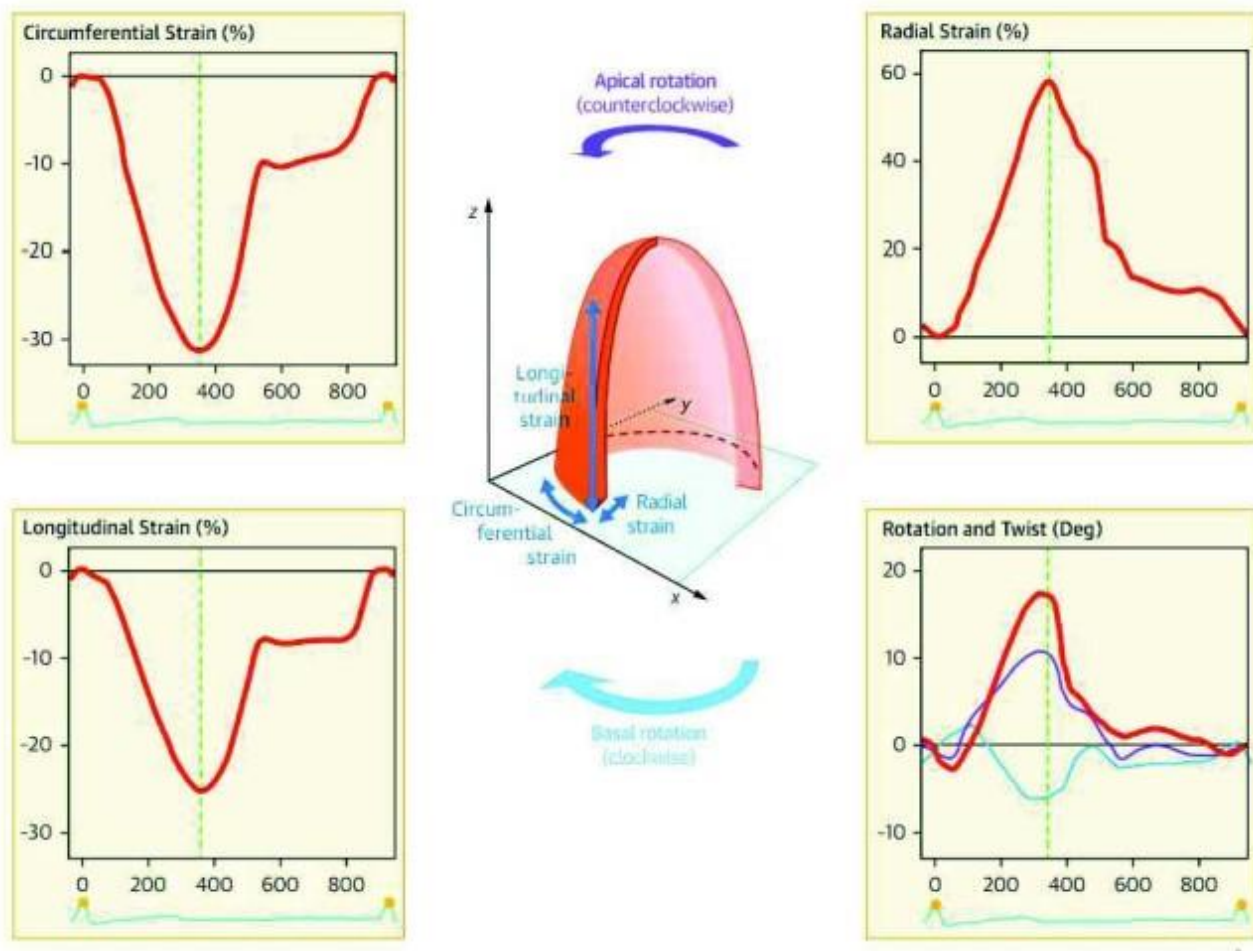 Circumferential Strain (%)
0
-10
-20
-30
0 200 400 600 800
Apical rotation
(counterclockwise)
z
Longi-
tudinal
strain
y
Circum-
ferential
strain
Radial
strain
x
Basal rotation
(clockwise)
Radial Strain (%)
60
40
20
0
0 200 400 600 800
Longitudinal Strain (%)
0
-10
-20
-30
0 200 400 600 800
Rotation and Twist (Deg)
20
10
0
-10
0 200 400 600 800